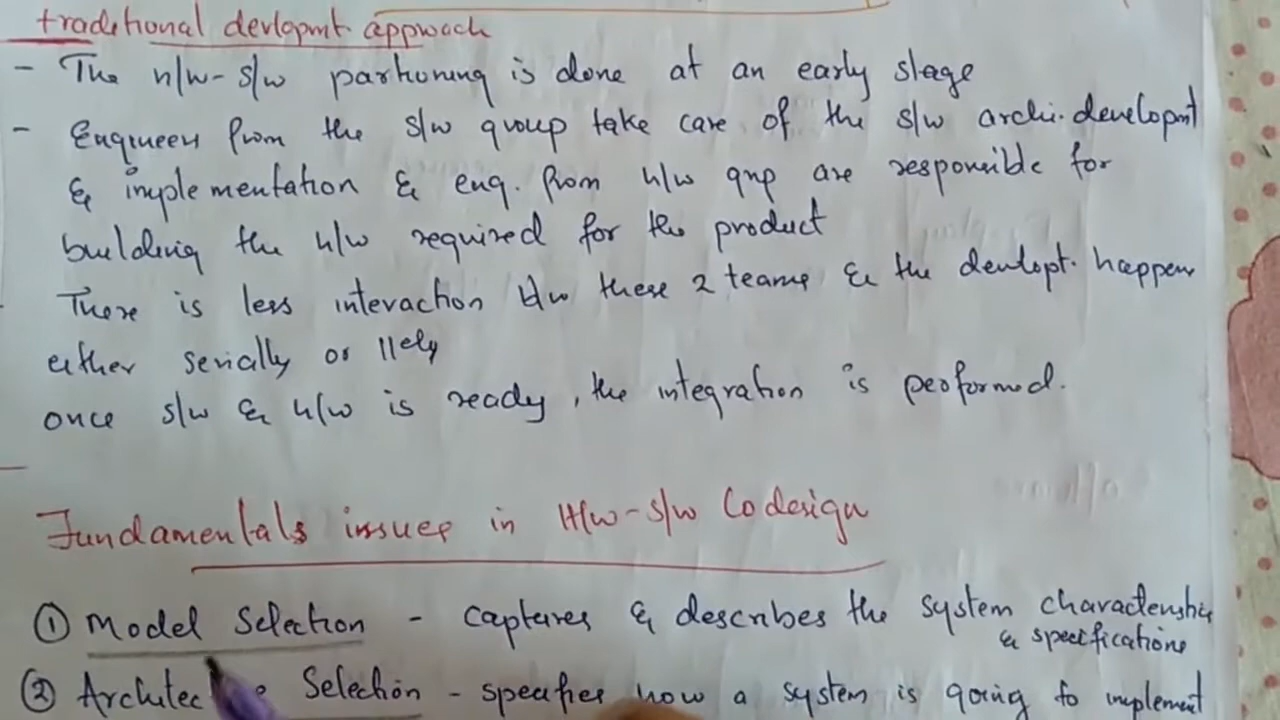 traditional devlopmt approach
- The h/w-s/w partioning is done at an early stage
- Engineers from the s/w group take care of the s/w archi. developmt
& implementation & eng. from h/w grp are responsible for
building the h/w required for the product
There is less interaction b/w these 2 teams & the devlopt. happen
either serially or llely
once s/w & h/w is ready, the integration is performed.
Fundamentals issues in H/w-s/w Codesign
① Model Selection - captures & describes the system characteristics
& specifications
② Architec Selection - specifies how a system is going to implement